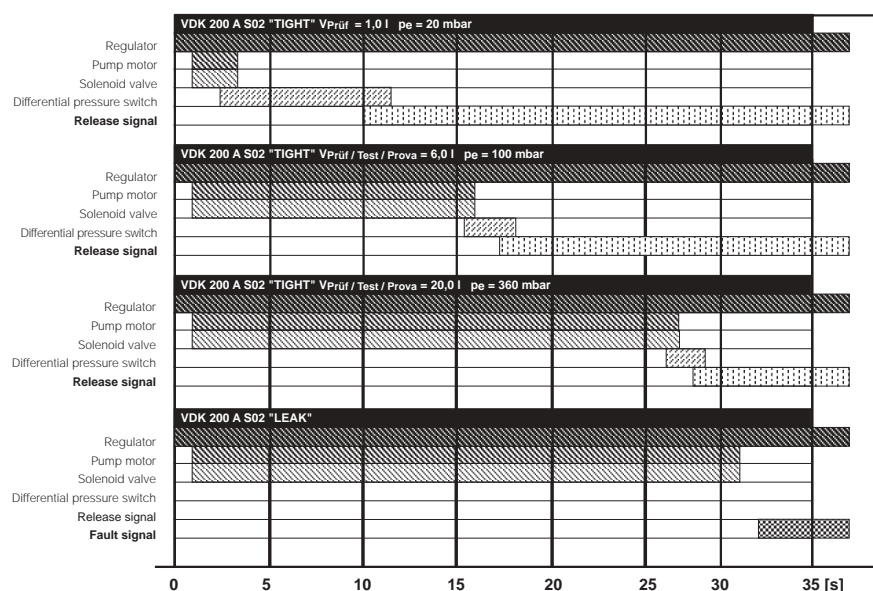 VDK 200 A S02 "TIGHT" VPrüf = 1,0 l pe = 20 mbar
Regulator
Pump motor
Solenoid valve
Differential pressure switch
Release signal
VDK 200 A S02 "TIGHT" VPrüf / Test / Prova = 6,0 l pe = 100 mbar
Regulator
Pump motor
Solenoid valve
Differential pressure switch
Release signal
VDK 200 A S02 "TIGHT" VPrüf / Test / Prova = 20,0 l pe = 360 mbar
Regulator
Pump motor
Solenoid valve
Differential pressure switch
Release signal
VDK 200 A S02 "LEAK"
Regulator
Pump motor
Solenoid valve
Differential pressure switch
Release signal
Fault signal
0 5 10 15 20 25 30 35 [s]